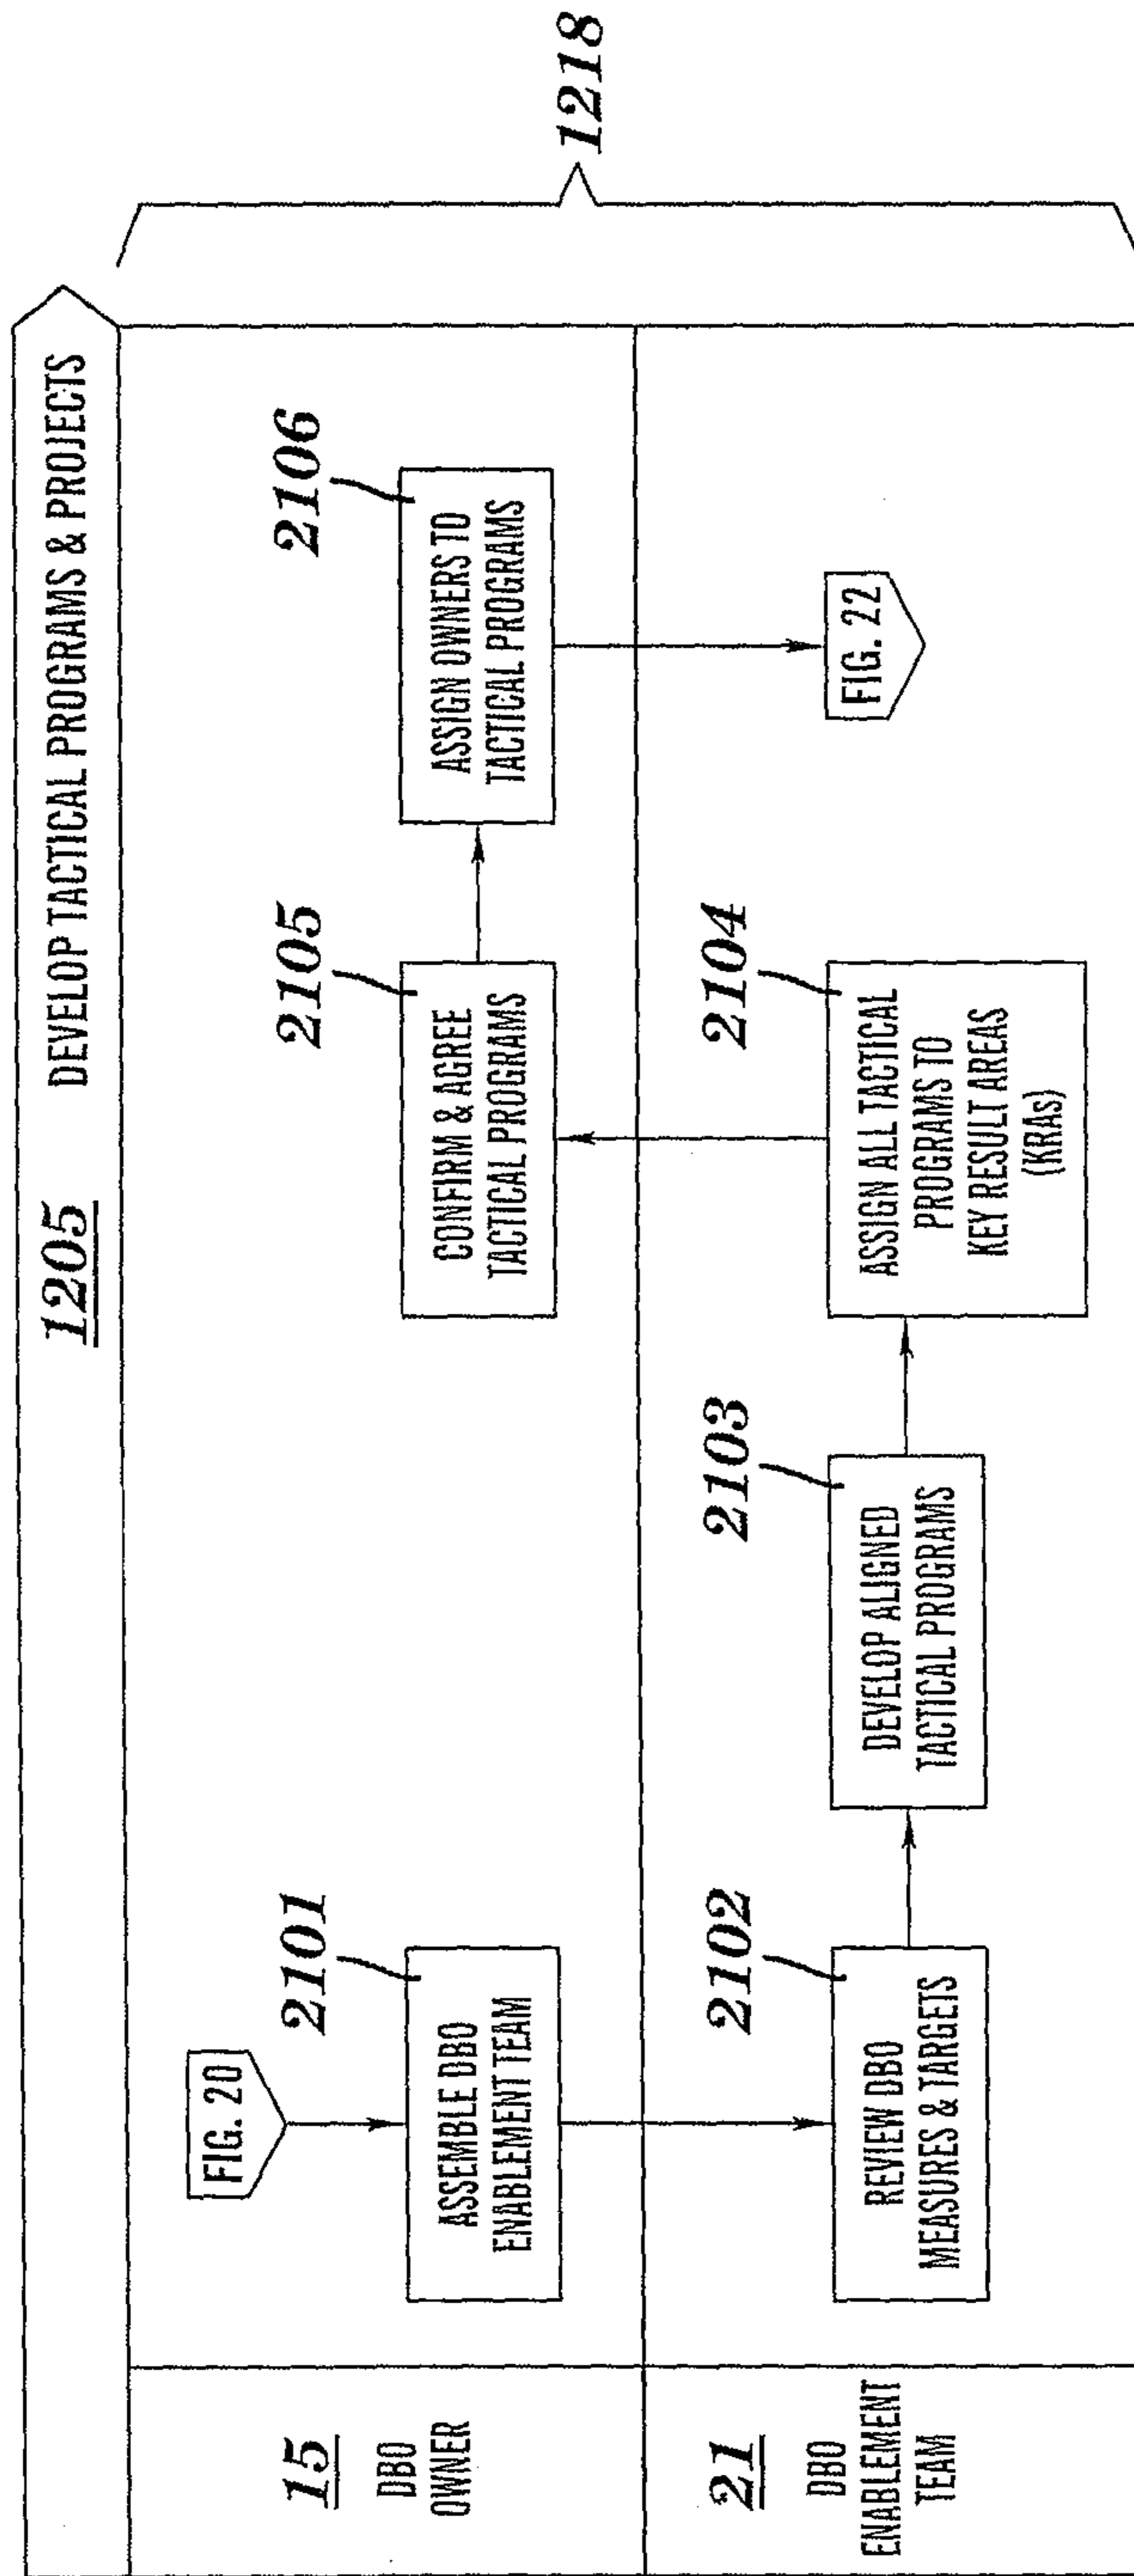 1205 DEVELOP TACTICAL PROGRAMS & PROJECTS
1218
15
DBO
OWNER
FIG. 20
2101
ASSEMBLE DBO
ENABLEMENT TEAM
2105
CONFIRM & AGREE
TACTICAL PROGRAMS
2106
ASSIGN OWNERS TO
TACTICAL PROGRAMS
21
DBO
ENABLEMENT
TEAM
2102
REVIEW DBO
MEASURES & TARGETS
2103
DEVELOP ALIGNED
TACTICAL PROGRAMS
2104
ASSIGN ALL TACTICAL
PROGRAMS TO
KEY RESULT AREAS
(KRAs)
FIG. 22